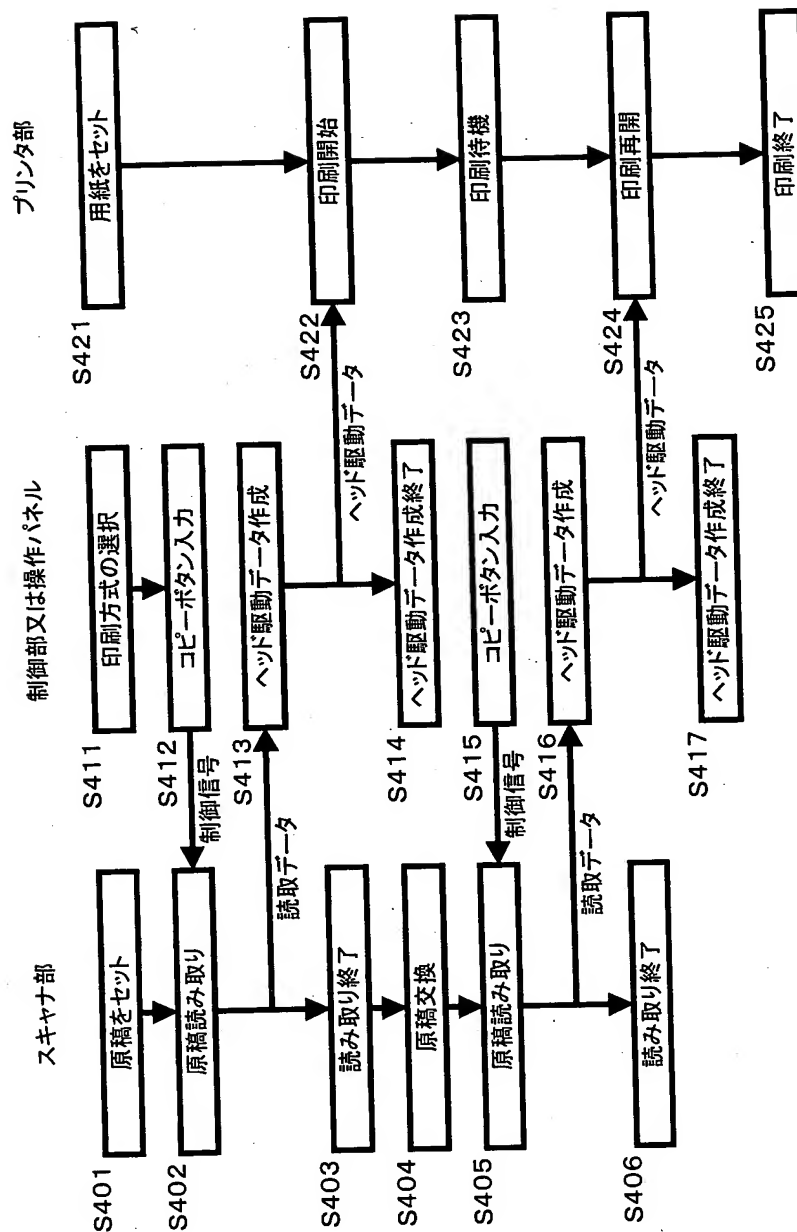 スキャナ部
S401
原稿をセット
S402
原稿読み取り
読取データ
S403
読み取り終了
S404
原稿交換
S405
原稿読み取り
読取データ
S406
読み取り終了
制御部又は操作パネル
S411
印刷方式の選択
S412
コピーボタン入力
制御信号
S413
ヘッド駆動データ作成
ヘッド駆動データ
S414
ヘッド駆動データ作成終了
S415
コピーボタン入力
制御信号
S416
ヘッド駆動データ作成
ヘッド駆動データ
S417
ヘッド駆動データ作成終了
プリンタ部
S421
用紙をセット
S422
印刷開始
S423
印刷待機
S424
印刷再開
S425
印刷終了